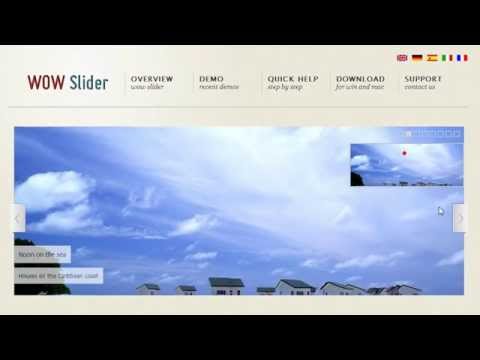 WOW Slider
OVERVIEW
wow slider
DEMO
recent demos
QUICK HELP
step by step
DOWNLOAD
for win and mac
SUPPORT
contact us
Noon on the sea
Houses at the Caribbean coast